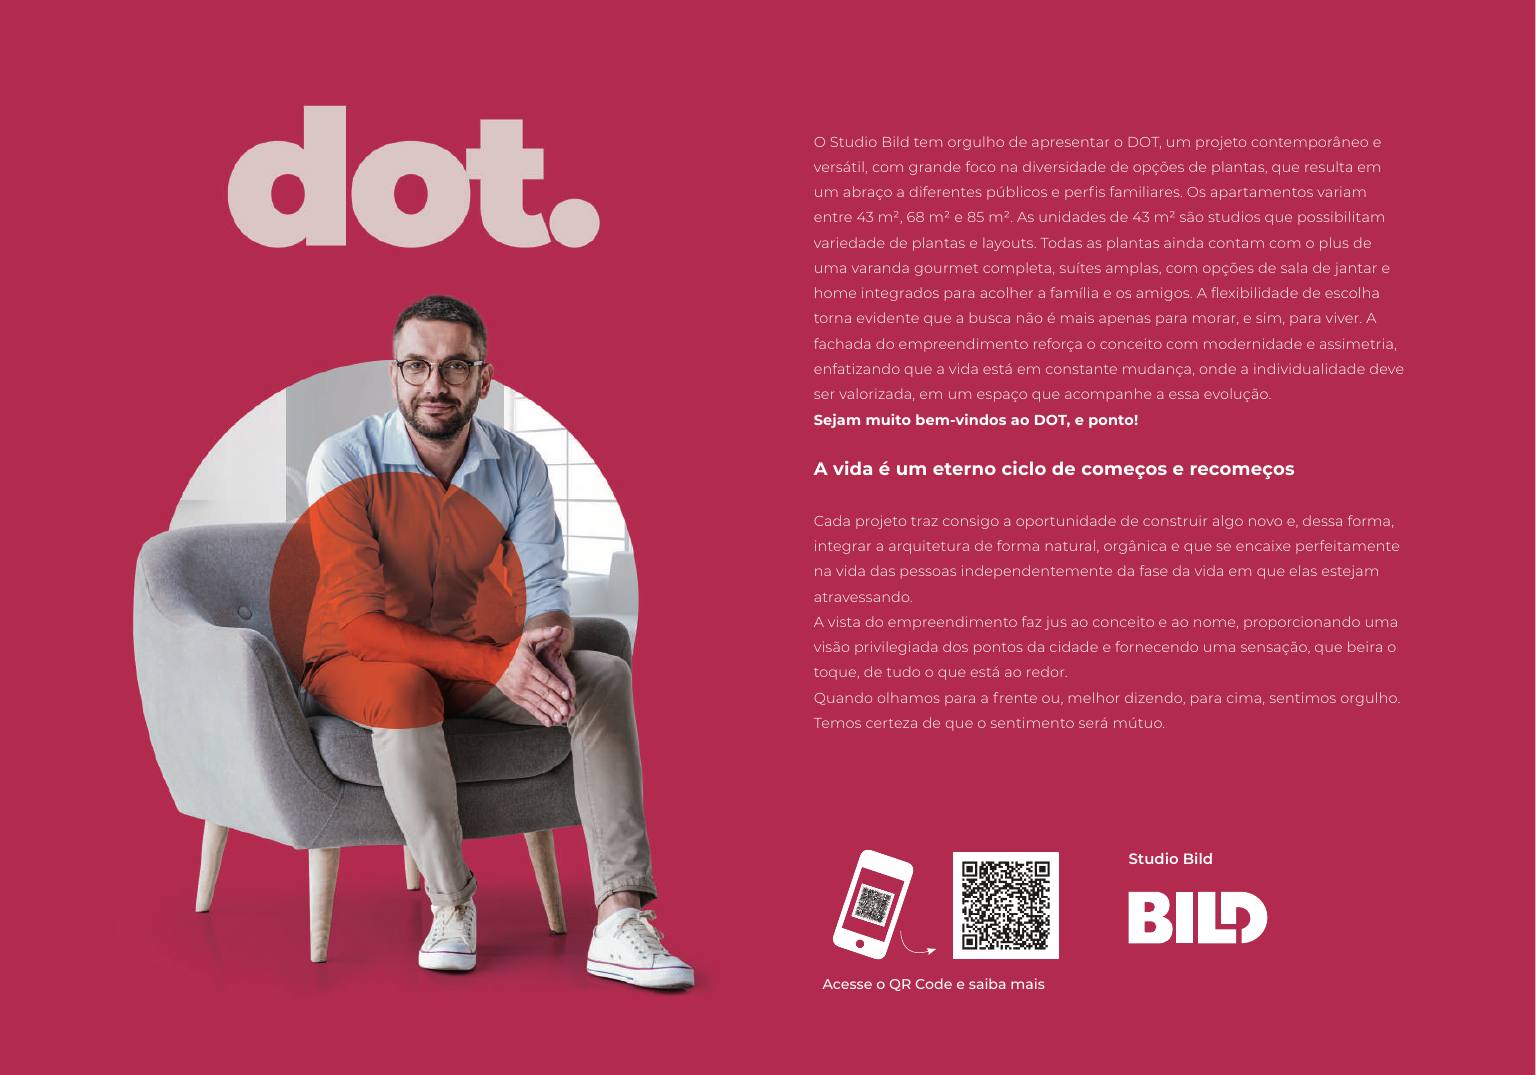 dot.
O Studio Bild tem orgulho de apresentar o DOT, um projeto contemporâneo e
versátil, com grande foco na diversidade de opções de plantas, que resulta em
um abraço a diferentes públicos e perfis familiares. Os apartamentos variam
entre 43 m², 68 m² e 85 m². As unidades de 43 m² são studios que possibilitam
variedade de plantas e layouts. Todas as plantas ainda contam com o plus de
uma varanda gourmet completa, suítes amplas, com opções de sala de jantar e
home integrados para acolher a família e os amigos. A flexibilidade de escolha
torna evidente que a busca não é mais apenas para morar, e sim, para viver. A
fachada do empreendimento reforça o conceito com modernidade e assimetria,
enfatizando que a vida está em constante mudança, onde a individualidade deve
ser valorizada, em um espaço que acompanhe a essa evolução.
Sejam muito bem-vindos ao DOT, e ponto!
A vida é um eterno ciclo de começos e recomeços
Cada projeto traz consigo a oportunidade de construir algo novo e, dessa forma,
integrar a arquitetura de forma natural, orgânica e que se encaixe perfeitamente
na vida das pessoas independentemente da fase da vida em que elas estejam
atravessando.
A vista do empreendimento faz jus ao conceito e ao nome, proporcionando uma
visão privilegiada dos pontos da cidade e fornecendo uma sensação, que beira o
toque, de tudo o que está ao redor.
Quando olhamos para a frente ou, melhor dizendo, para cima, sentimos orgulho.
Temos certeza de que o sentimento será mútuo.
Acesse o QR Code e saiba mais
Studio Bild
BILD